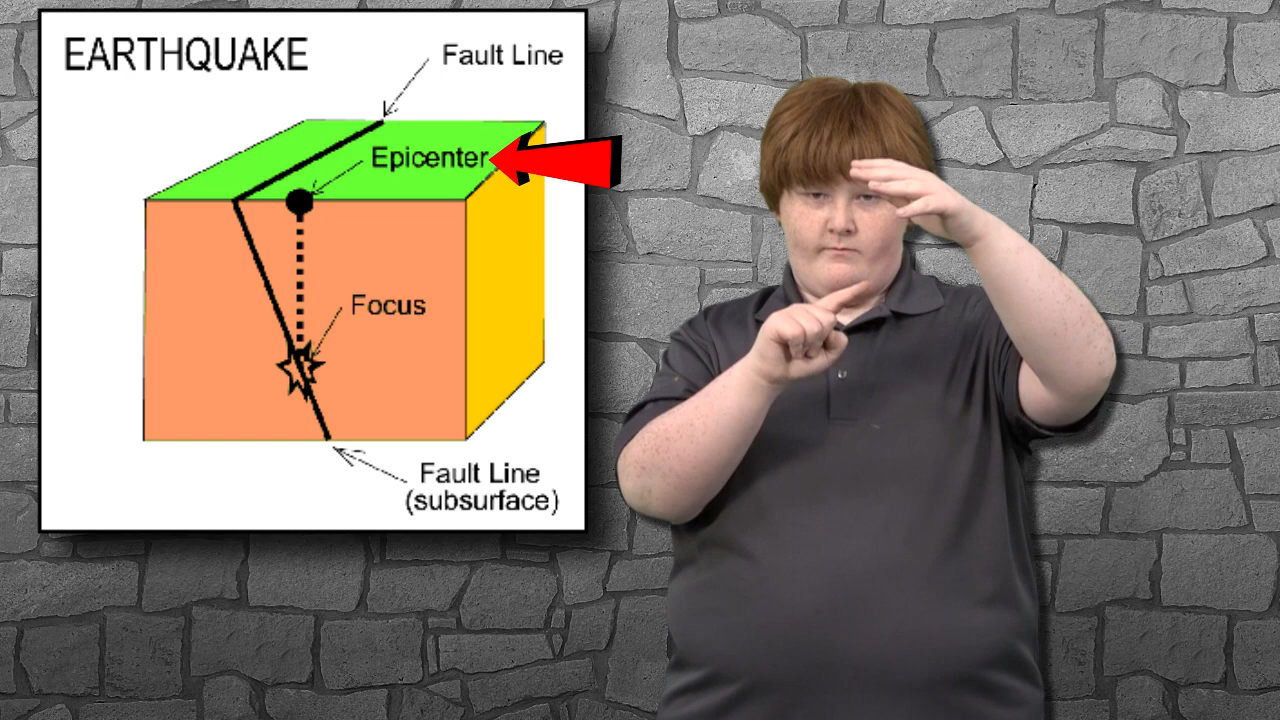 EARTHQUAKE
Fault Line
Epicenter
Focus
Fault Line
(subsurface)